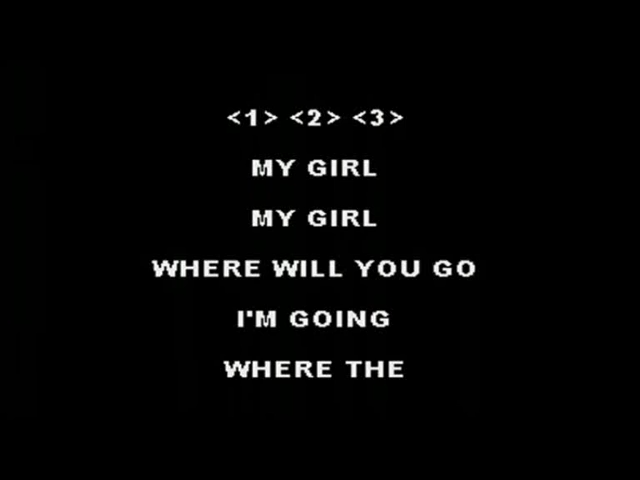 <1> <2> <3>
MY GIRL
MY GIRL
WHERE WILL YOU GO
I'M GOING
WHERE THE